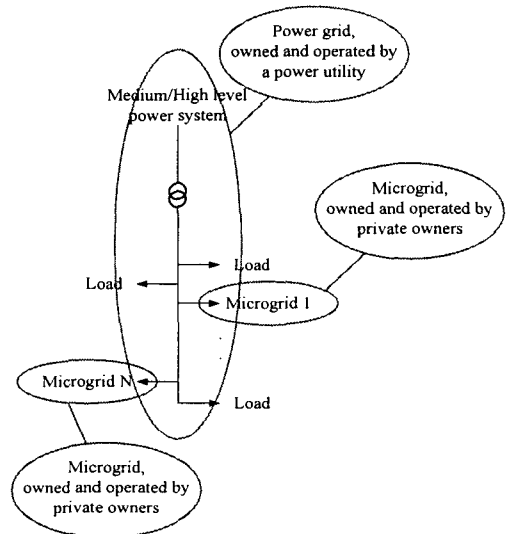 Power grid,
owned and operated by
a power utility
Medium/High level
power system
Microgrid,
owned and operated by
private owners
Load
Load
Microgrid 1
Microgrid N
Load
Microgrid,
owned and operated by
private owners